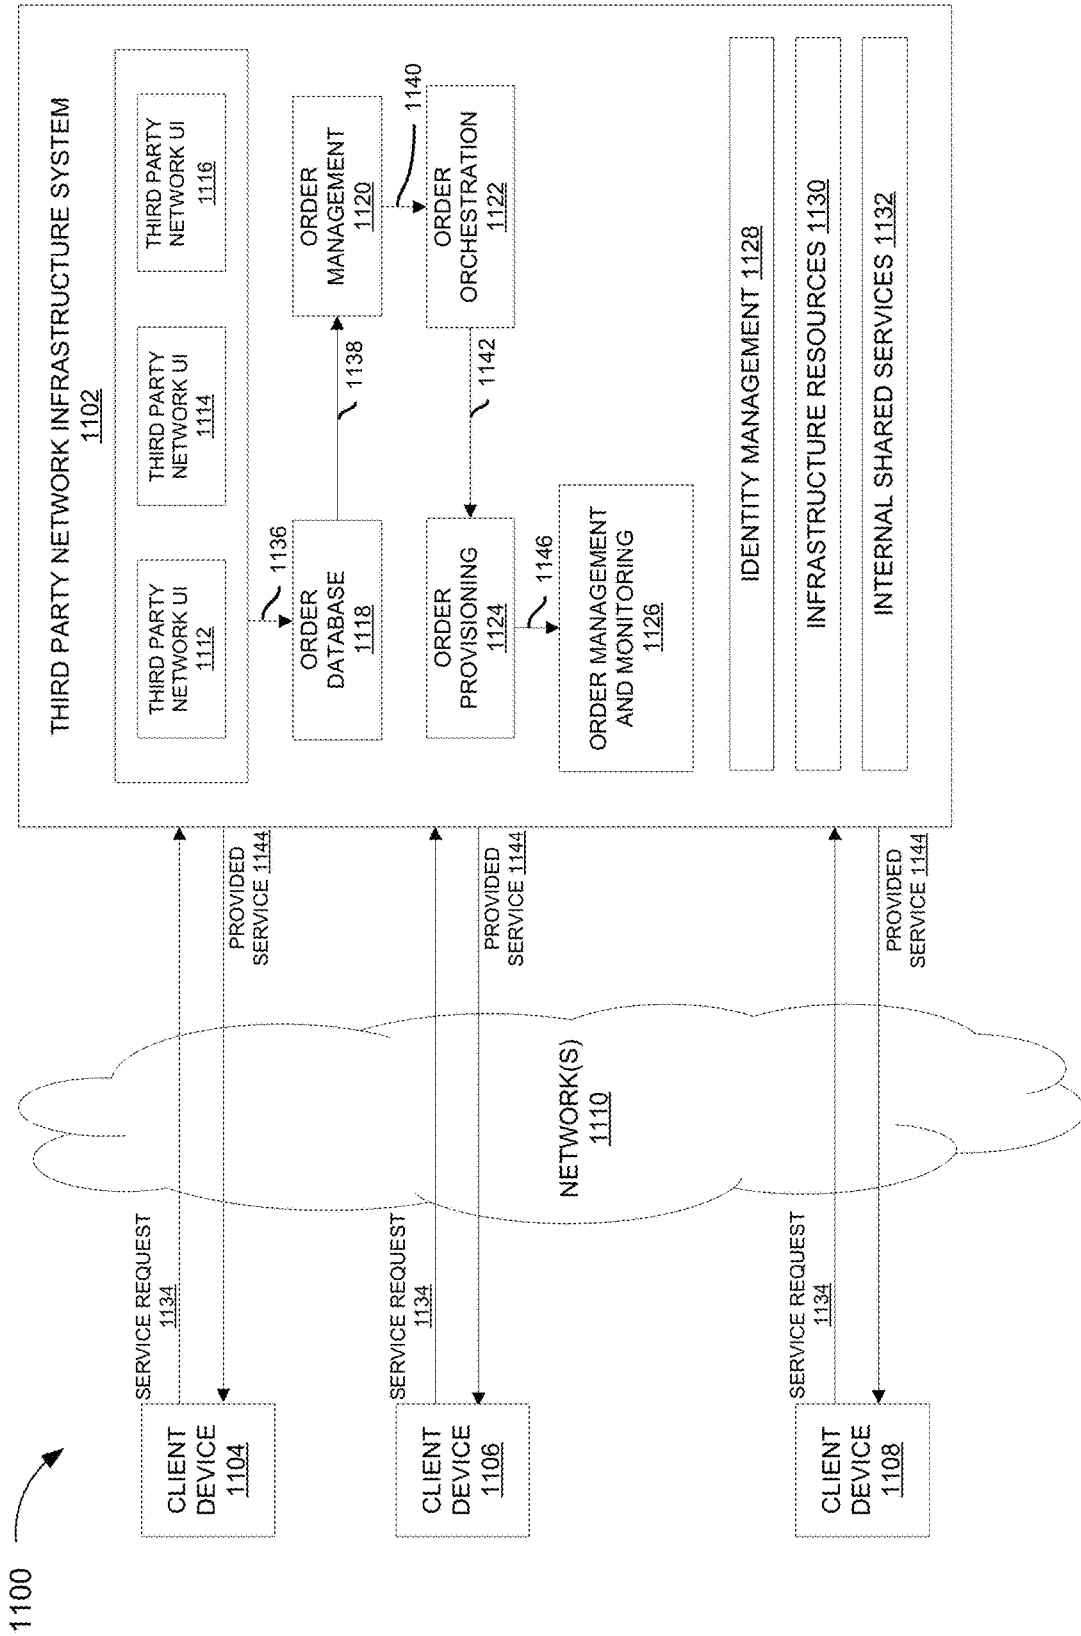 1100
THIRD PARTY NETWORK INFRASTRUCTURE SYSTEM
1102
THIRD PARTY
NETWORK UI
1112
THIRD PARTY
NETWORK UI
1114
THIRD PARTY
NETWORK UI
1116
1136
ORDER
DATABASE
1118
1138
ORDER
MANAGEMENT
1120
1140
ORDER
PROVISIONING
1124
1142
ORDER
ORCHESTRATION
1122
1146
ORDER MANAGEMENT
AND MONITORING
1126
IDENTITY MANAGEMENT 1128
INFRASTRUCTURE RESOURCES 1130
INTERNAL SHARED SERVICES 1132
CLIENT
DEVICE
1104
SERVICE REQUEST
1134
PROVIDED
SERVICE 1144
CLIENT
DEVICE
1106
SERVICE REQUEST
1134
PROVIDED
SERVICE 1144
NETWORK(S)
1110
CLIENT
DEVICE
1108
SERVICE REQUEST
1134
PROVIDED
SERVICE 1144